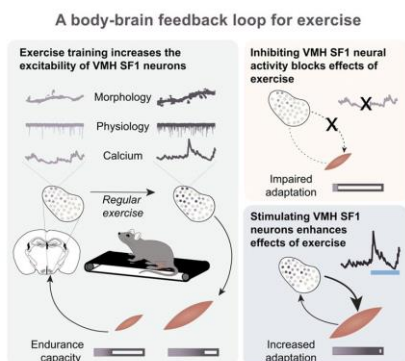 A body-brain feedback loop for exercise
Exercise training increases the
excitability of VMH SF1 neurons
Morphology
Physiology
Calcium
Regular
exercise
Endurance
capacity
Inhibiting VMH SF1 neural
activity blocks effects of
exercise
X
X
Impaired
adaptation
Stimulating VMH SF1
neurons enhances
effects of exercise
Increased
adaptation